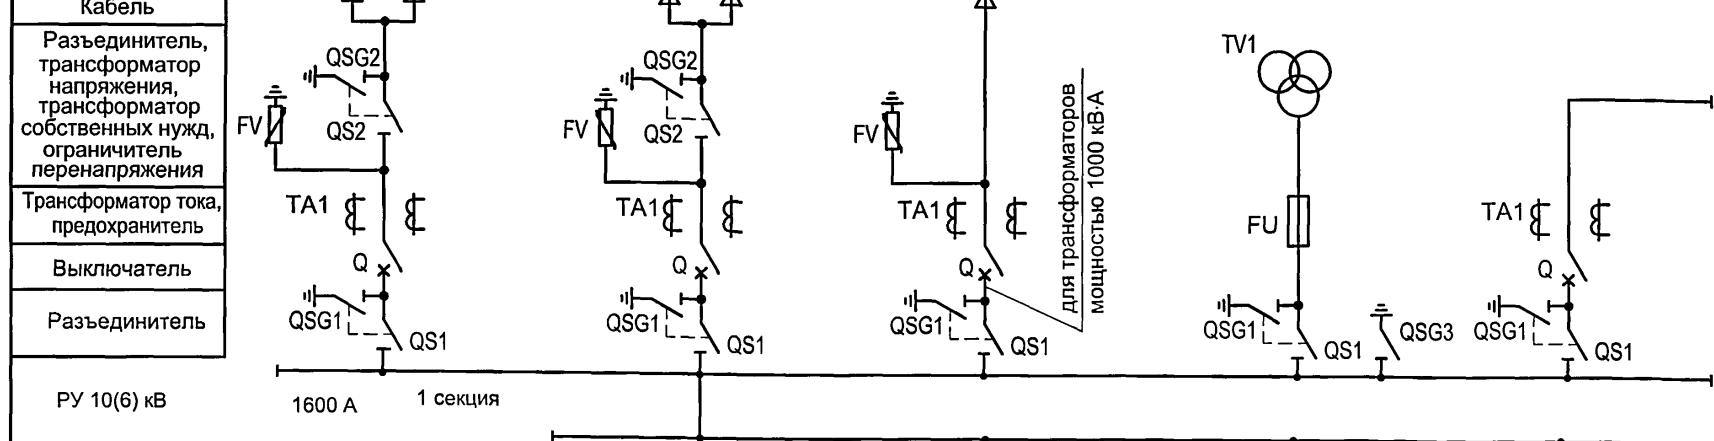 Кабель
Разъединитель,
трансформатор
напряжения,
трансформатор
собственных нужд,
ограничитель
перенапряжения
Трансформатор тока,
предохранитель
Выключатель
Разъединитель
РУ 10(6) кВ
QSG2
FV
QS2
TA1
Q
QSG1
QS1
1600 А
1 секция
QSG2
FV
QS2
TA1
Q
QSG1
QS1
FV
TA1
Q
QSG1
QS1
для трансформаторов
мощностью 1000 кВ·А
TV1
FU
QSG1
QS1
QSG3
TA1
Q
QSG1
QS1